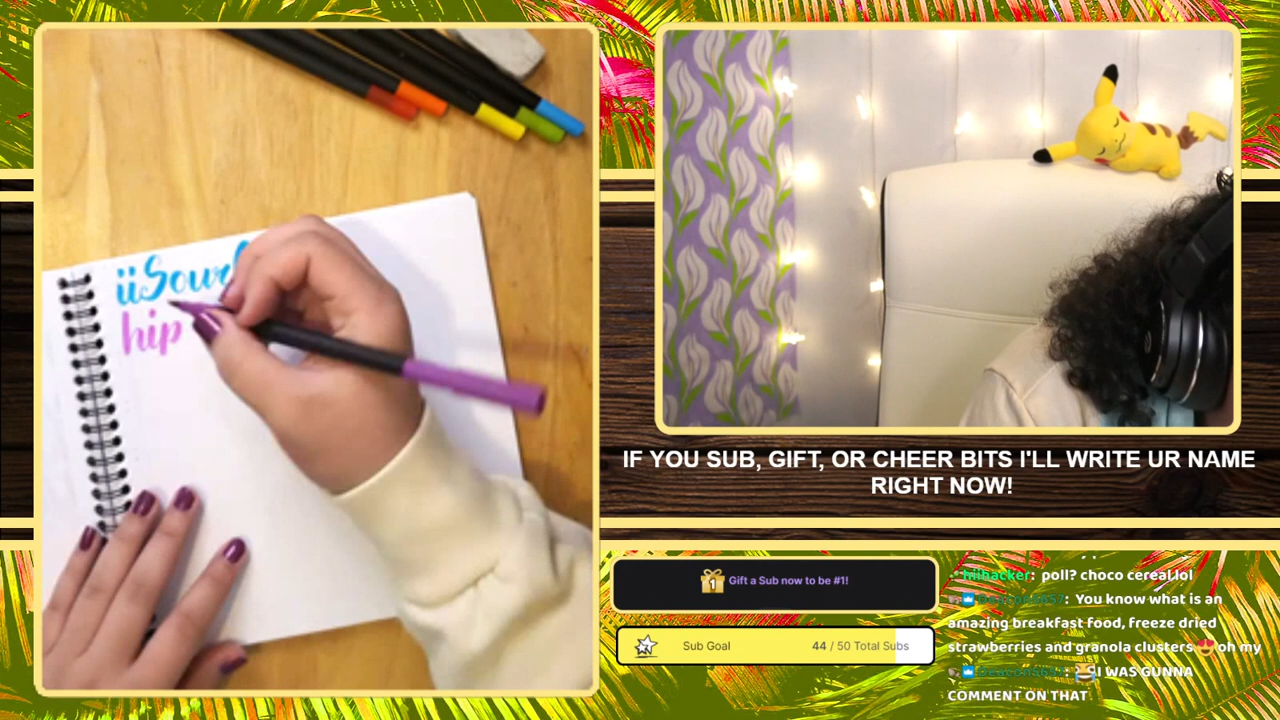 hip
IF YOU SUB, GIFT, OR CHEER BITS I'LL WRITE UR NAME
RIGHT NOW!
1 Gift a Sub now to be #1!
Sub Goal 44 / 50 Total Subs
hiihacker: poll? choco cereal lol
: You know what is an
amazing breakfast food, freeze dried
strawberries and granola clusters😍oh my
: I WAS GUNNA
COMMENT ON THAT